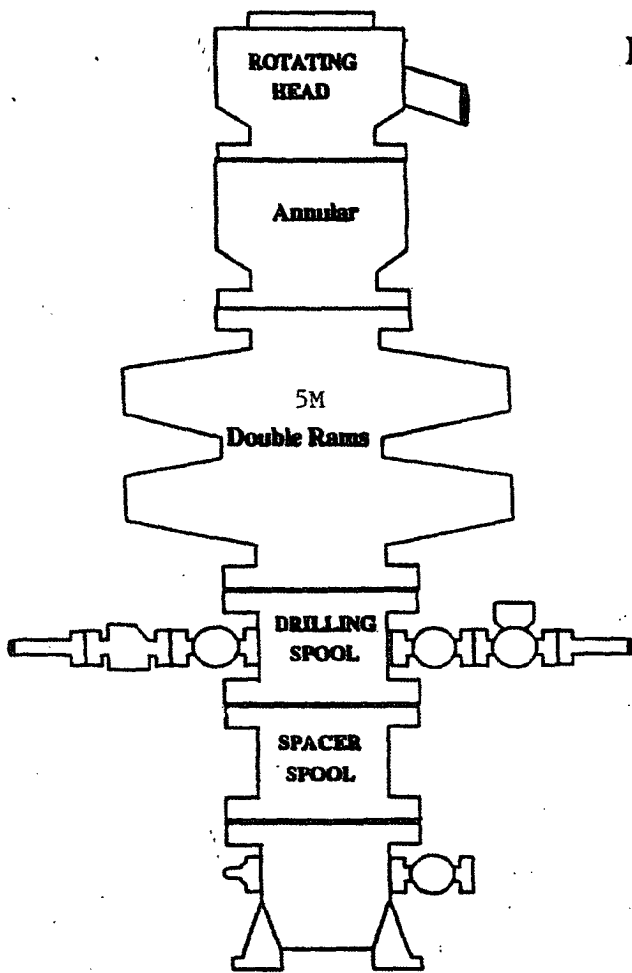 ROTATING
HEAD
Annular
5M
Double Rams
DRILLING
SPOOL
SPACER
SPOOL